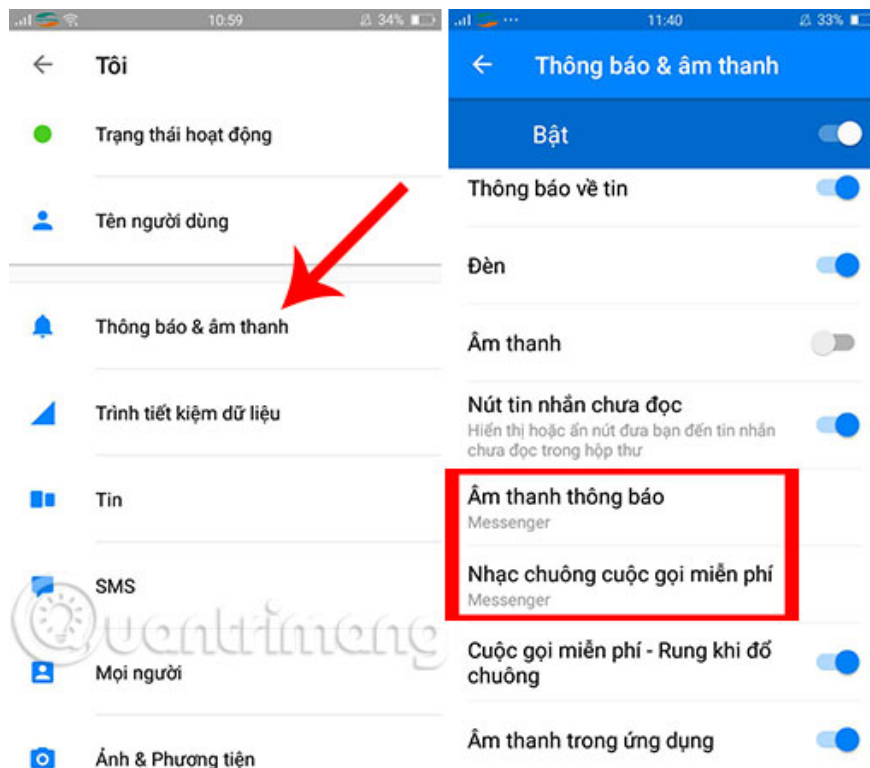 10:59
34%
Tôi
Trạng thái hoạt động
Tên người dùng
Thông báo & âm thanh
Trình tiết kiệm dữ liệu
Tin
SMS
Mọi người
Ảnh & Phương tiện
Quantrimang
11:40
33%
Thông báo & âm thanh
Bật
Thông báo về tin
Đèn
Âm thanh
Nút tin nhắn chưa đọc
Hiển thị hoặc ẩn nút đưa bạn đến tin nhắn
chưa đọc trong hộp thư
Âm thanh thông báo
Messenger
Nhạc chuông cuộc gọi miễn phí
Messenger
Cuộc gọi miễn phí - Rung khi đổ
chuông
Âm thanh trong ứng dụng